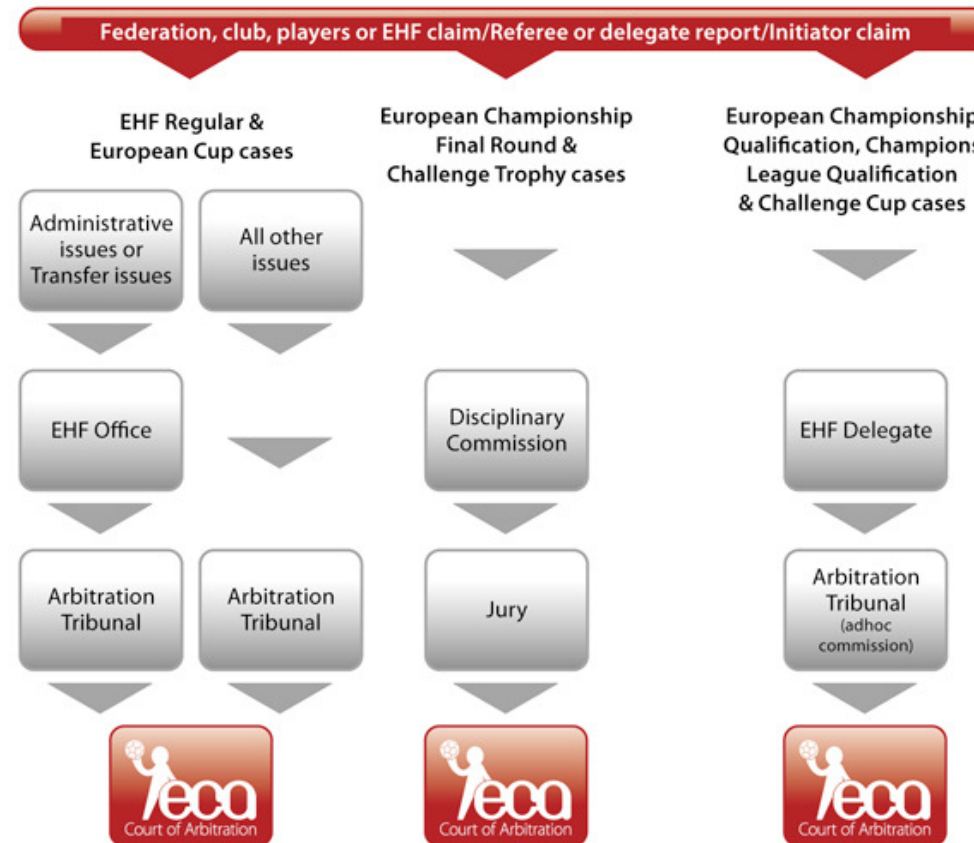 Federation, club, players or EHF claim/Referee or delegate report/Initiator claim
EHF Regular &
European Cup cases
European Championship
Final Round &
Challenge Trophy cases
European Championship
Qualification, Champions
League Qualification
& Challenge Cup cases
Administrative
issues or
Transfer issues
All other
issues
EHF Office
Disciplinary
Commission
EHF Delegate
Arbitration
Tribunal
Arbitration
Tribunal
Jury
Arbitration
Tribunal
(adhoc
commission)
eca
Court of Arbitration
eca
Court of Arbitration
eca
Court of Arbitration